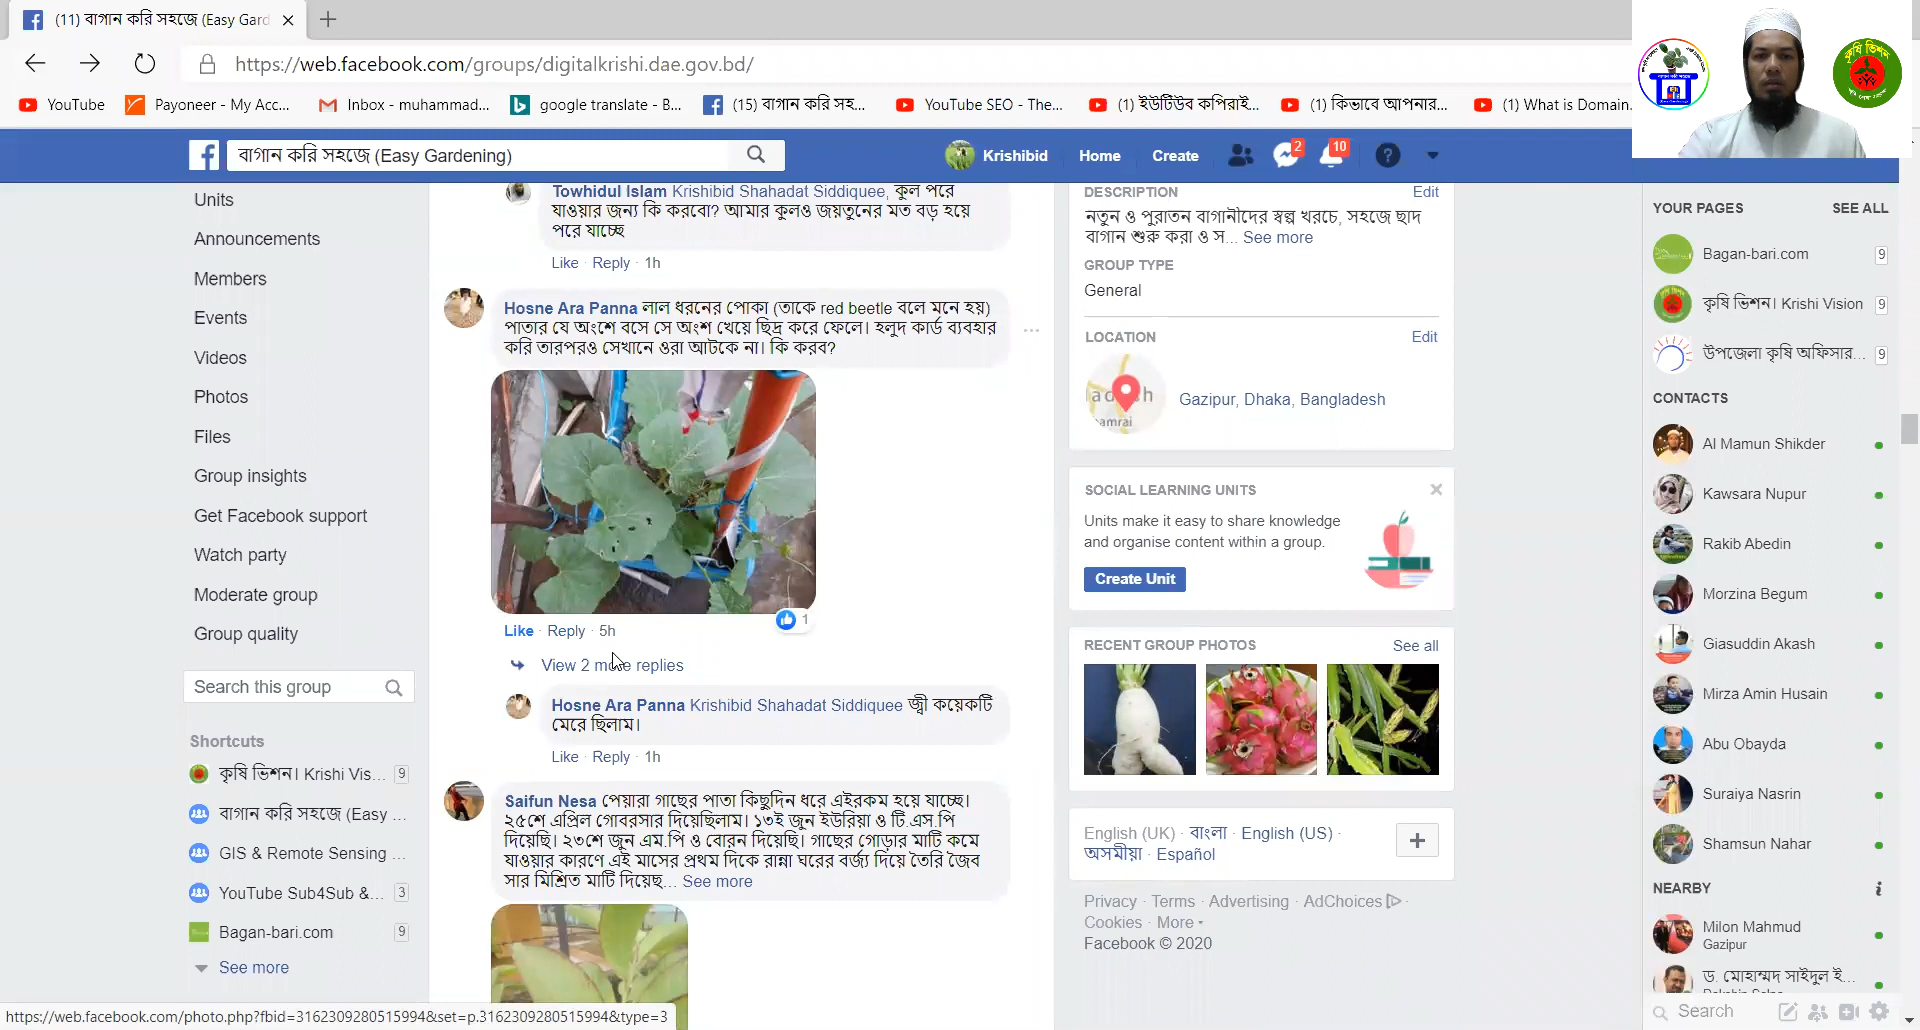 (11) বাগান করি সহজে (Easy Gard
https://web.facebook.com/groups/digitalkrishi.dae.gov.bd/
YouTube
Payoneer - My Acc...
Inbox - muhammad...
google translate - B...
(15) বাগান করি সহ...
YouTube SEO - The...
(1) ইউটিউব কপিরাই...
(1) কিভাবে আপনার...
(1) What is Domain.
কৃষি ভিশন
বাগান করি সহজে (Easy Gardening)
Krishibid
Home
Create
2
10
Units
Announcements
Members
Events
Videos
Photos
Files
Group insights
Get Facebook support
Watch party
Moderate group
Group quality
Search this group
Shortcuts
কৃষি ভিশন। Krishi Vis... 9
বাগান করি সহজে (Easy ...
GIS & Remote Sensing ...
YouTube Sub4Sub &... 3
Bagan-bari.com 9
See more
Towhidul Islam Krishibid Shahadat Siddiquee, কুল পরে
যাওয়ার জন্য কি করবো? আমার কুলও জয়তুনের মত বড় হয়ে
পরে যাচ্ছে
Like · Reply · 1h
Hosne Ara Panna লাল ধরনের পোকা (তাকে red beetle বলে মনে হয়)
পাতার যে অংশে বসে সে অংশ খেয়ে ছিদ্র করে ফেলে। হলুদ কার্ড ব্যবহার
করি তারপরও সেখানে ওরা আটকে না। কি করব?
1
Like · Reply · 5h
View 2 more replies
Hosne Ara Panna Krishibid Shahadat Siddiquee জ্বী কয়েকটি
মেরে ছিলাম।
Like · Reply · 1h
Saifun Nesa পেয়ারা গাছের পাতা কিছুদিন ধরে এইরকম হয়ে যাচ্ছে।
২৫শে এপ্রিল গোবরসার দিয়েছিলাম। ১৩ই জুন ইউরিয়া ও টি.এস.পি
দিয়েছি। ২৩শে জুন এম.পি ও বোরন দিয়েছি। গাছের গোড়ার মাটি কমে
যাওয়ার কারণে এই মাসের প্রথম দিকে রান্না ঘরের বর্জ্য দিয়ে তৈরি জৈব
সার মিশ্রিত মাটি দিয়েছ... See more
DESCRIPTION Edit
নতুন ও পুরাতন বাগানীদের স্বল্প খরচে, সহজে ছাদ
বাগান শুরু করা ও স... See more
GROUP TYPE
General
LOCATION Edit
Gazipur, Dhaka, Bangladesh
SOCIAL LEARNING UNITS
Units make it easy to share knowledge
and organise content within a group.
Create Unit
RECENT GROUP PHOTOS See all
English (UK) · বাংলা · English (US) ·
অসমীয়া · Español
Privacy · Terms · Advertising · AdChoices ·
Cookies · More
Facebook © 2020
YOUR PAGES SEE ALL
Bagan-bari.com 9
কৃষি ভিশন। Krishi Vision 9
উপজেলা কৃষি অফিসার... 9
CONTACTS
Al Mamun Shikder
Kawsara Nupur
Rakib Abedin
Morzina Begum
Giasuddin Akash
Mirza Amin Husain
Abu Obayda
Suraiya Nasrin
Shamsun Nahar
NEARBY
Milon Mahmud
Gazipur
ড. মোহাম্মদ সাইদুল ই...
Search
https://web.facebook.com/photo.php?fbid=3162309280515994&set=p.3162309280515994&type=3